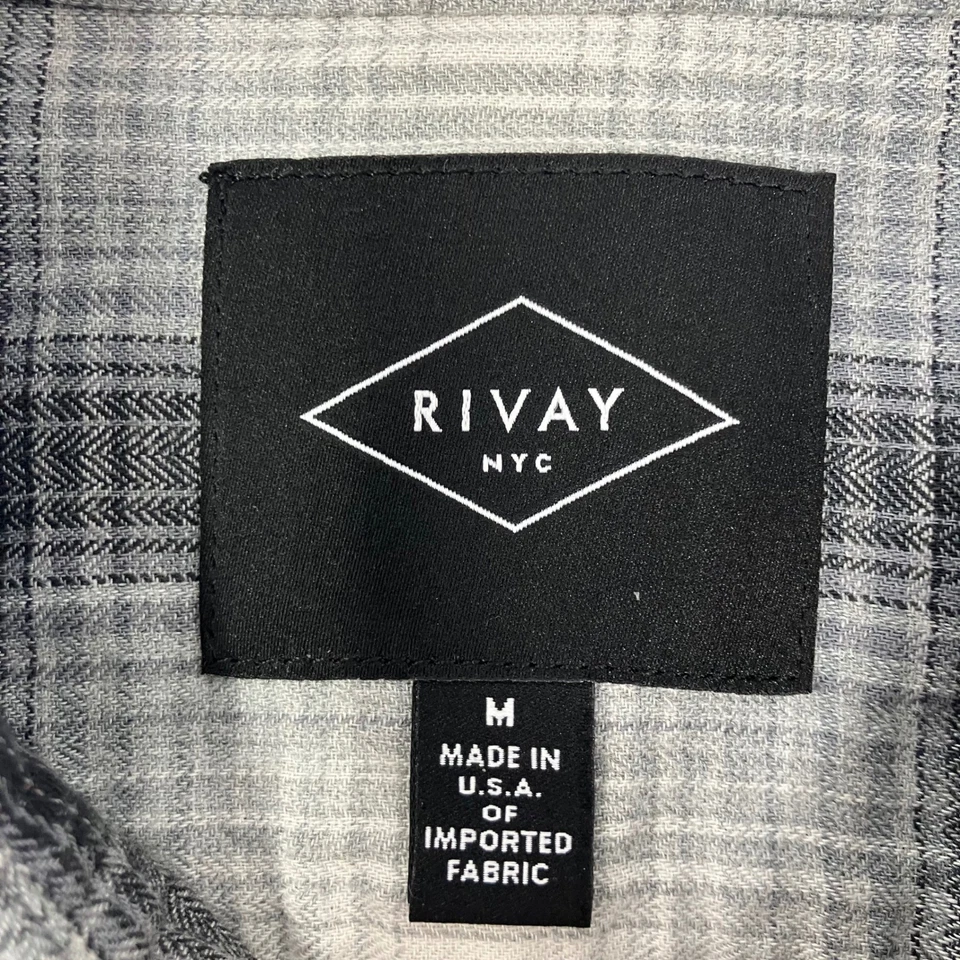 RIVAY
NYC
M
MADE IN
U.S.A.
OF
IMPORTED
FABRIC